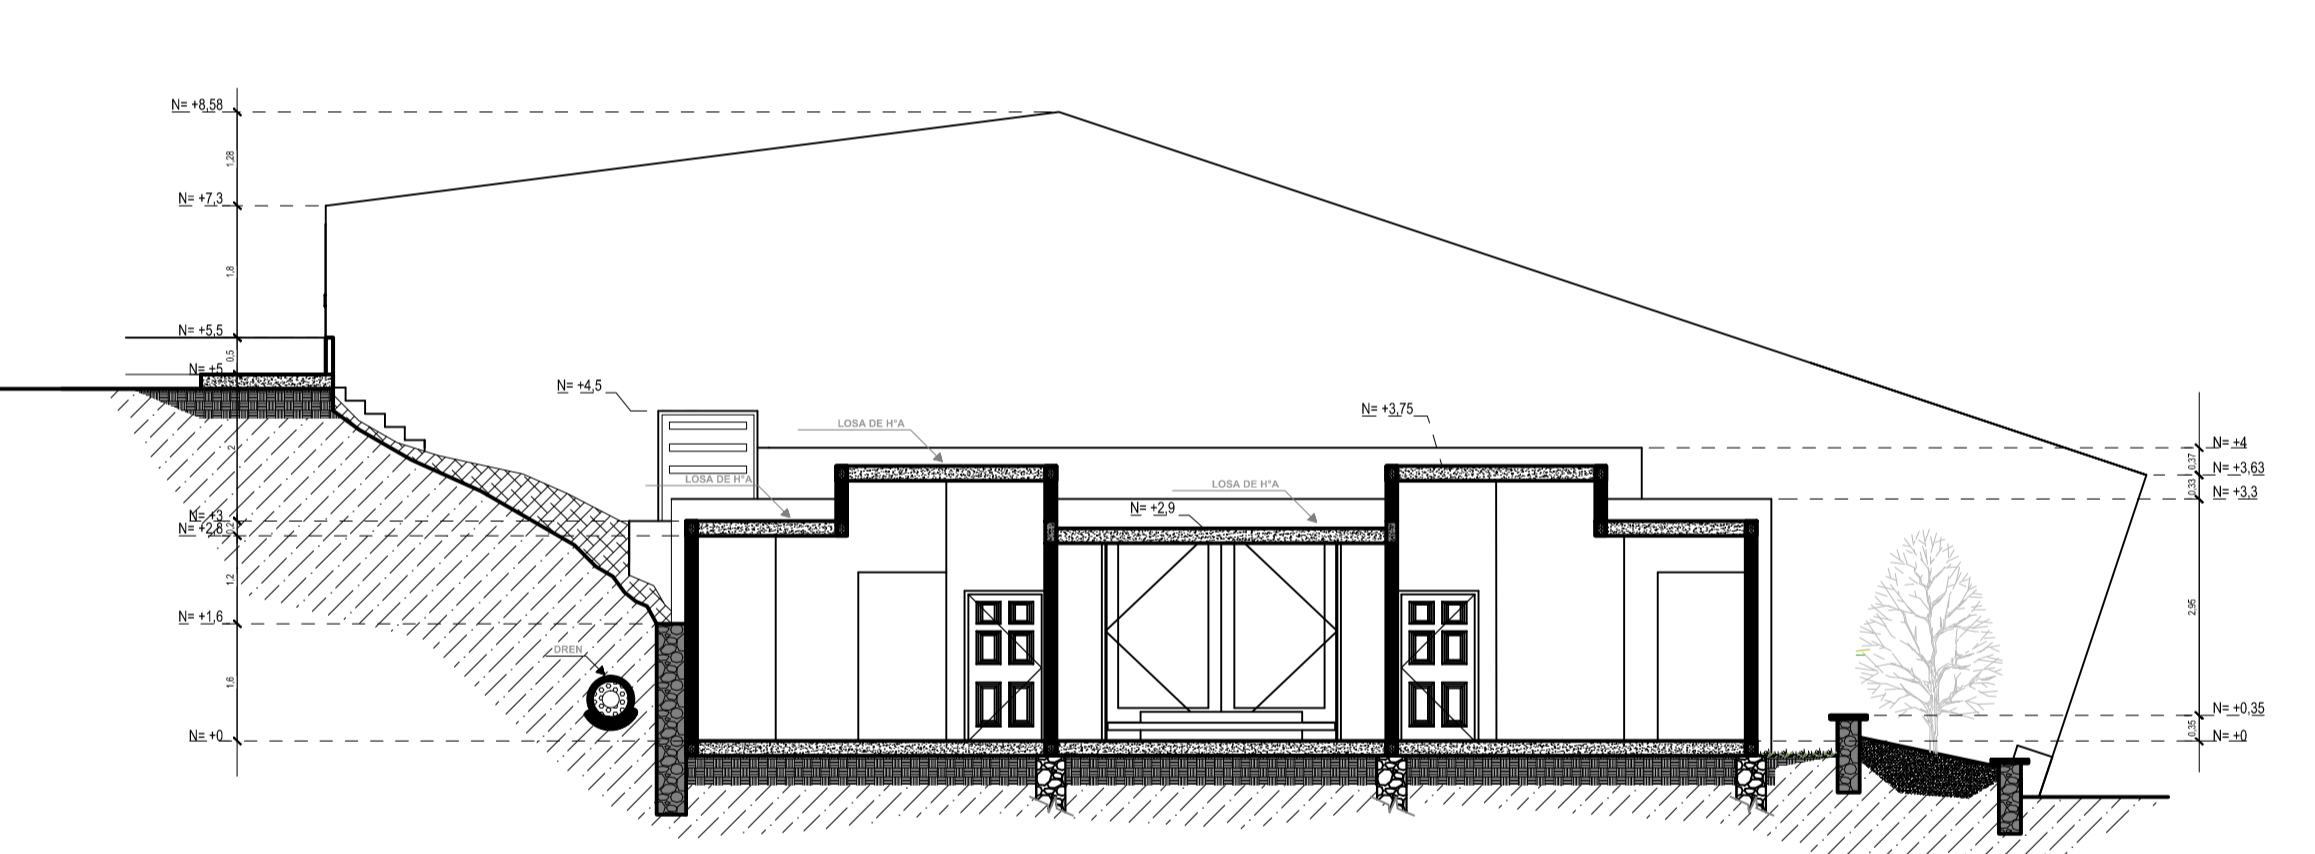 N= +8,58
1,28
N= +7,3
1,8
N= +5,5
0,5
N= +5
2
N= +3
0,2
N= +2,8
1,2
N= +1,6
1,6
N= +0
N= +4,5
LOSA DE H°A
LOSA DE H°A
N= +2,9
LOSA DE H°A
N= +3,75
DREN
N= +4
0,37
N= +3,63
0,33
N= +3,3
2,95
N= +0,35
0,35
N= +0